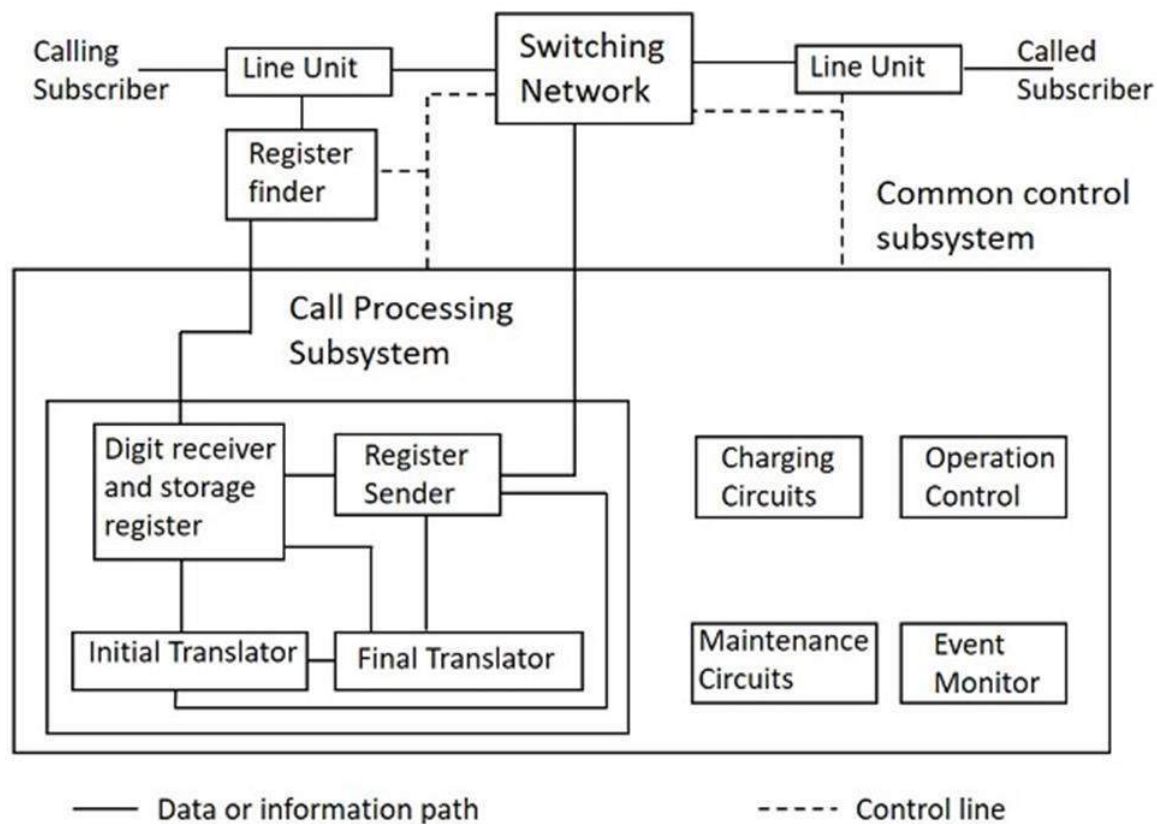 Calling
Subscriber
Line Unit
Switching
Network
Line Unit
Called
Subscriber
Register
finder
Common control
subsystem
Call Processing
Subsystem
Digit receiver
and storage
register
Register
Sender
Charging
Circuits
Operation
Control
Initial Translator
Final Translator
Maintenance
Circuits
Event
Monitor
Data or information path
Control line